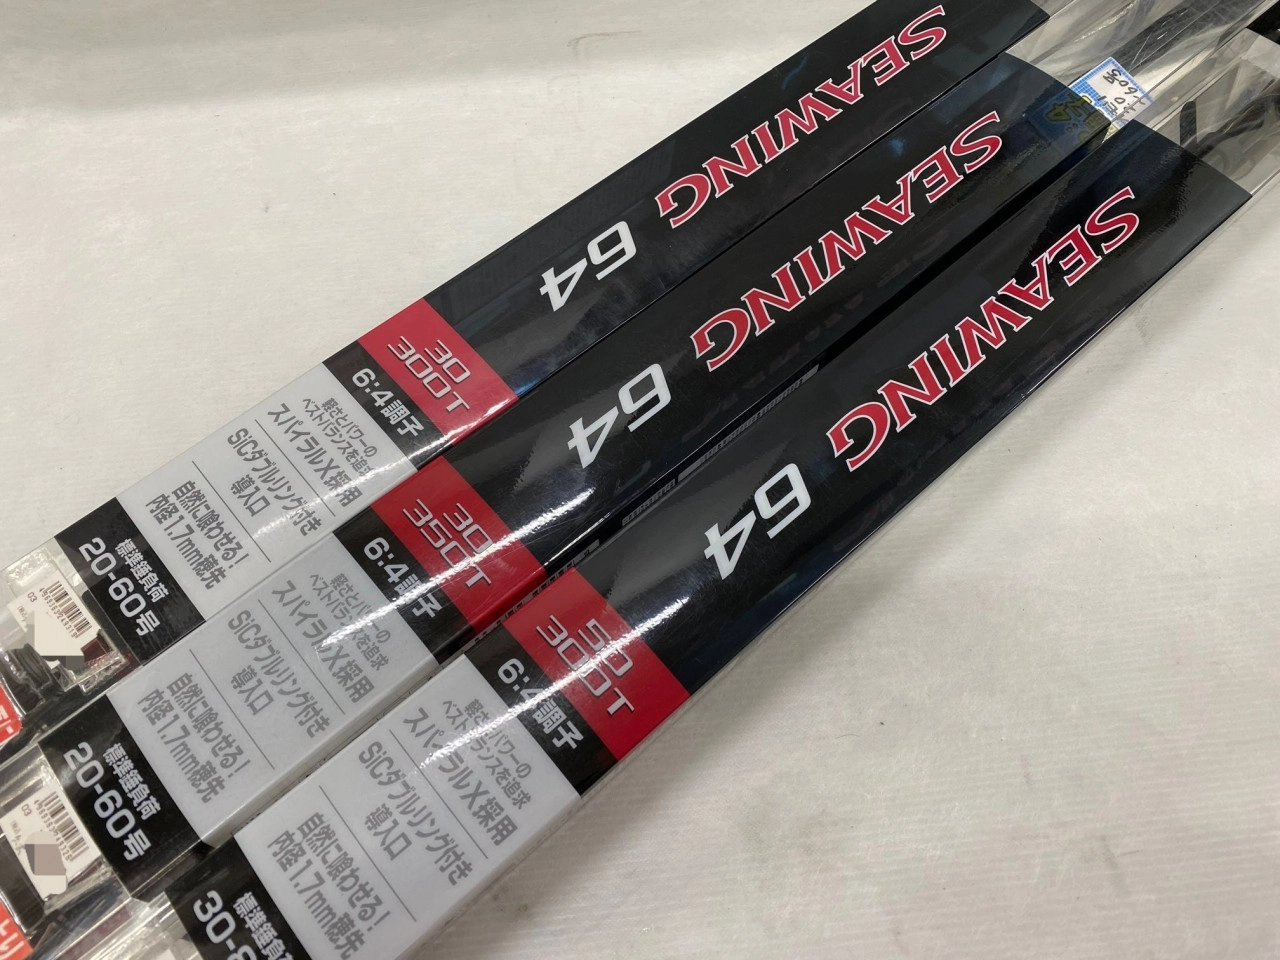 SEAWING
64
30
300T
6:4調子
軽さとパワーの
ベストバランスを追求
スパイラルX採用
SiCダブルリング付き
導入口
自然に喰わせる!
内径1.7mm穂先
標準錘負荷
20-60号
03
SEAWING
64
30
350T
6:4調子
軽さとパワーの
ベストバランスを追求
スパイラルX採用
SiCダブルリング付き
導入口
自然に喰わせる!
内径1.7mm穂先
標準錘負荷
20-60号
03
SEAWING
64
50
300T
6:4調子
軽さとパワーの
ベストバランスを追求
スパイラルX採用
SiCダブルリング付き
導入口
自然に喰わせる!
内径1.7mm穂先
標準錘負荷